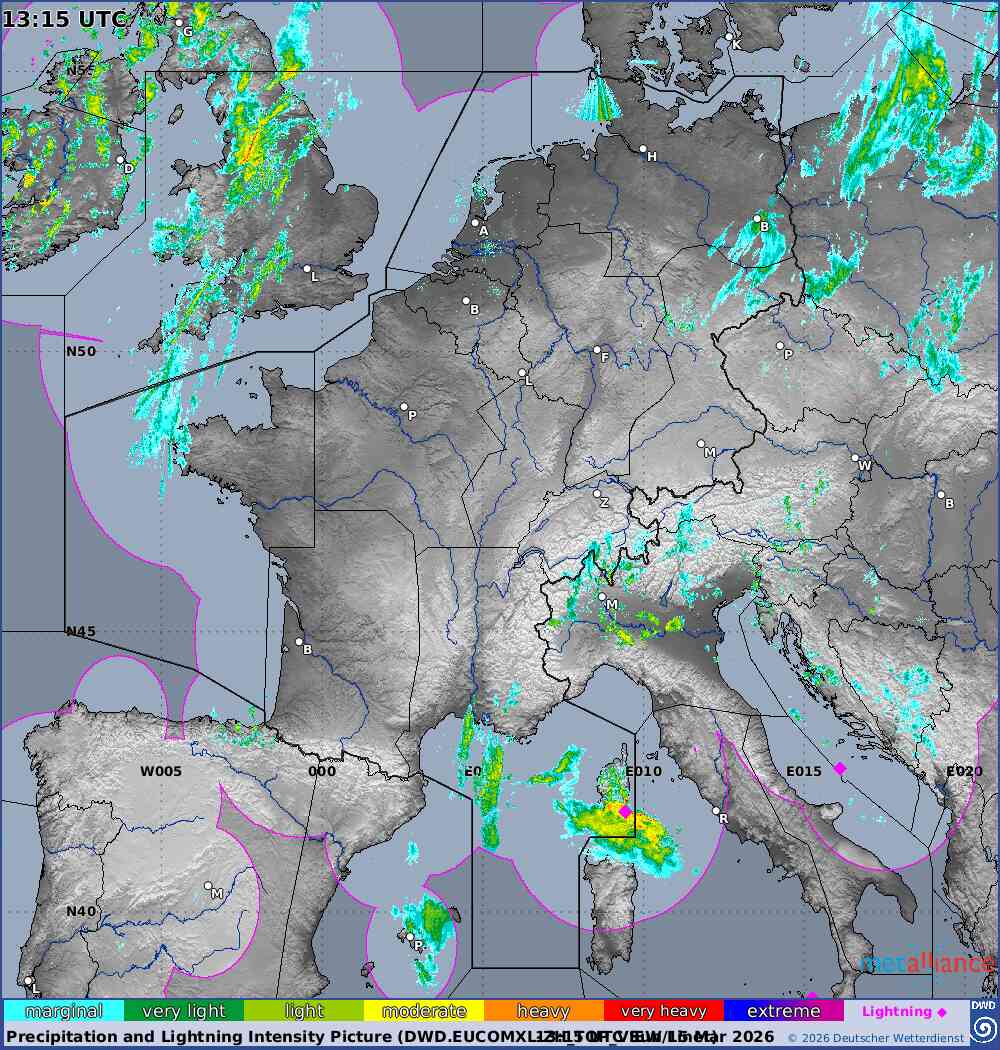 13:15 UTC
G
K
N55
D
H
A
B
L
B
N50
P
F
L
P
M
W
Z
B
M
N45
B
W005
000
E0
E010
E015
E020
R
M
N40
P
L
metalliance
marginal
very light
light
moderate
heavy
very heavy
extreme
Lightning
DWD
Precipitation and Lightning Intensity Picture (DWD.EUCOMXL
Mar 2026
© 2026 Deutscher Wetterdienst